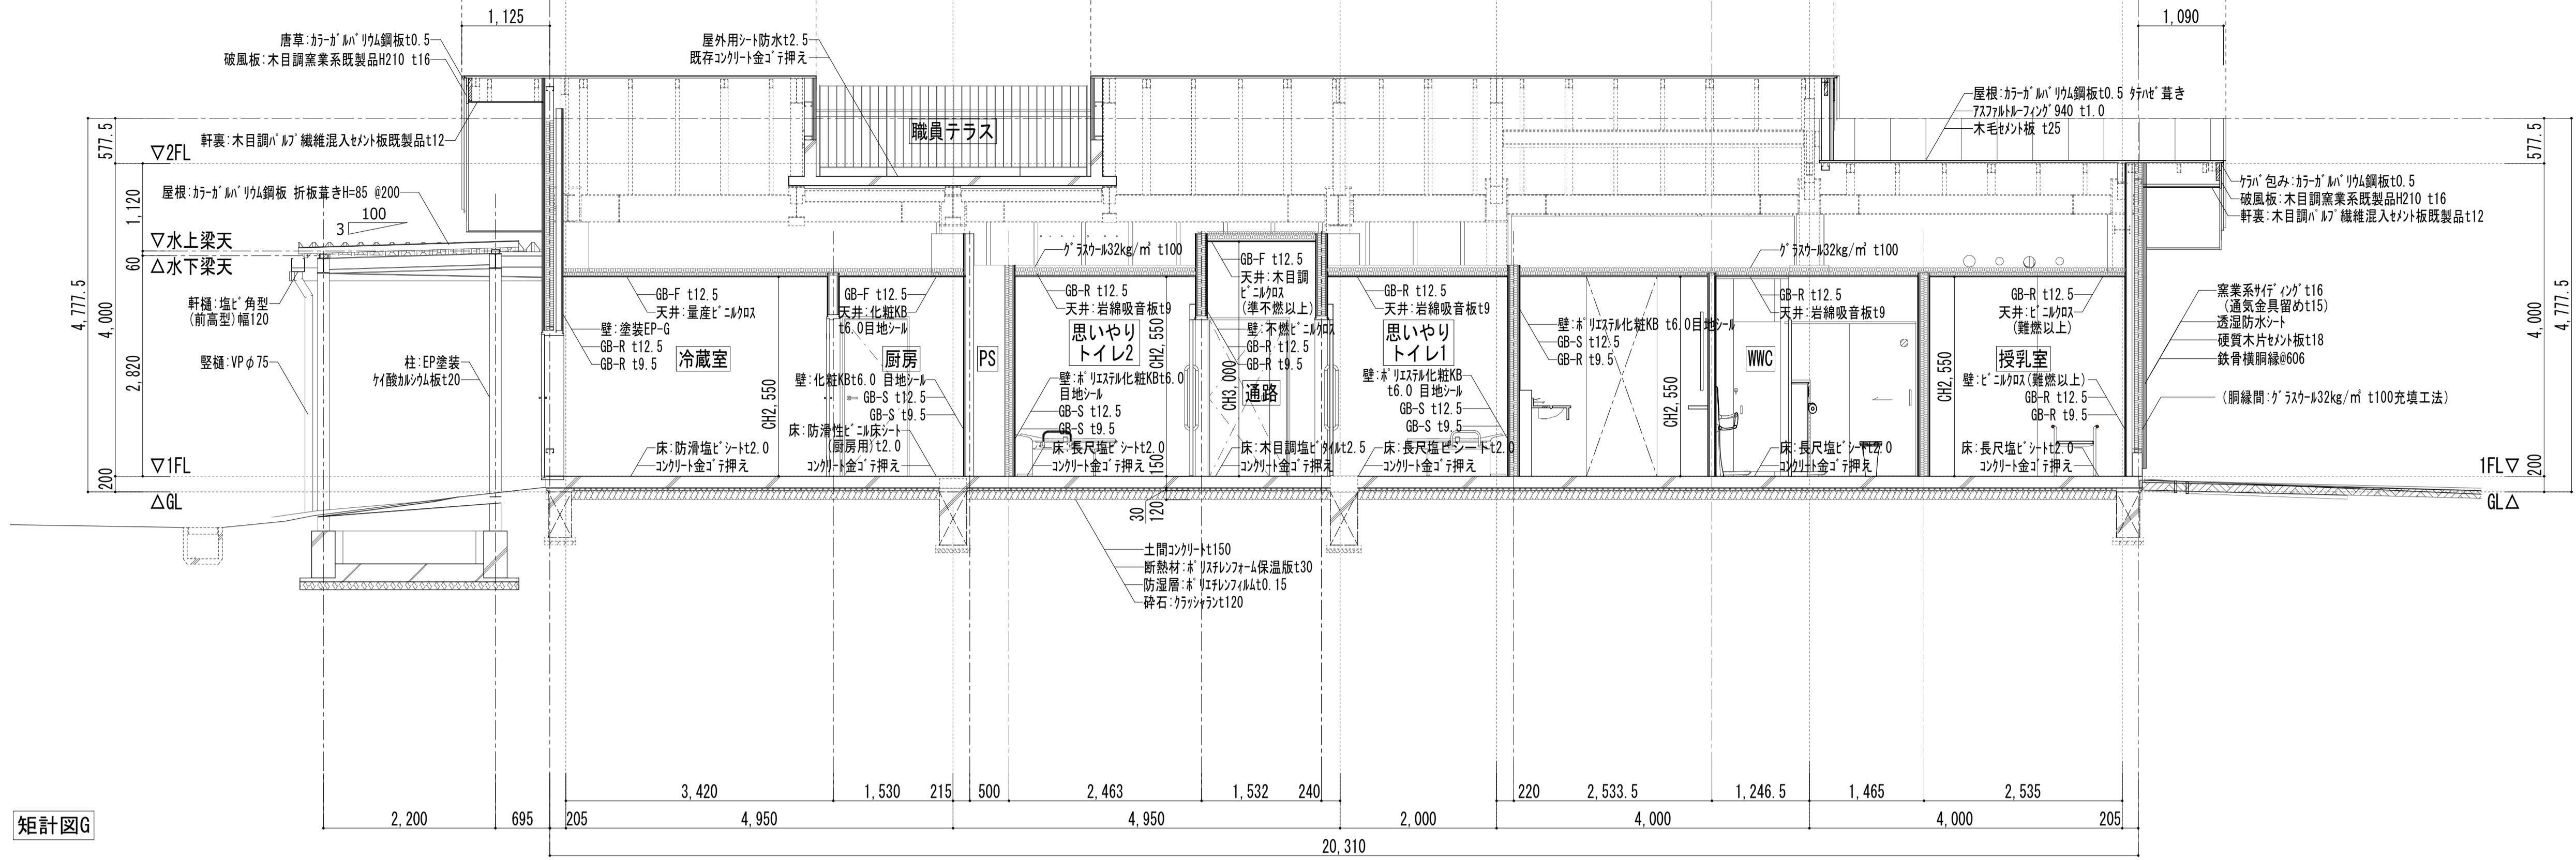 1,125
唐草:カラーガルバリウム鋼板t0.5
破風板:木目調窯業系既製品H210 t16
屋外用シート防水t2.5
既存コンクリート金ゴテ押え
1,090
職員テラス
屋根:カラーガルバリウム鋼板t0.5 タテハゼ葺き
アスファルトルーフィング940 t1.0
木毛セメント板 t25
軒裏:木目調パルプ繊維混入セメント板既製品t12
577.5
▽2FL
577.5
屋根:カラーガルバリウム鋼板 折板葺きH=85 @200
100
3
1,120
ケラバ包み:カラーガルバリウム鋼板t0.5
破風板:木目調窯業系既製品H210 t16
軒裏:木目調パルプ繊維混入セメント板既製品t12
▽水上梁天
60
△水下梁天
グラスウール32kg/㎡ t100
グラスウール32kg/㎡ t100
軒樋:塩ビ角型
(前高型)幅120
竪樋:VPφ75
柱:EP塗装
ケイ酸カルシウム板t20
4,777.5
4,000
2,820
200
▽1FL
△GL
GB-F t12.5
天井:量産ビニルクロス
壁:塗装EP-G
GB-R t12.5
GB-R t9.5
冷蔵室
CH2,550
床:防滑塩ビシートt2.0
コンクリート金ゴテ押え
GB-F t12.5
天井:化粧KB
t6.0目地シール
厨房
壁:化粧KBt6.0 目地シール
GB-S t12.5
GB-S t9.5
床:防滑性ビニル床シート
(厨房用)t2.0
コンクリート金ゴテ押え
PS
GB-R t12.5
天井:岩綿吸音板t9
思いやり
トイレ2
CH2,550
壁:ポリエステル化粧KBt6.0
目地シール
GB-S t12.5
GB-S t9.5
床:長尺塩ビシートt2.0
コンクリート金ゴテ押え
150
GB-F t12.5
天井:木目調
ビニルクロス
(準不燃以上)
壁:不燃ビニルクロス
GB-R t12.5
GB-R t9.5
CH3,000
通路
床:木目調塩ビタイルt2.5
コンクリート金ゴテ押え
GB-R t12.5
天井:岩綿吸音板t9
思いやり
トイレ1
壁:ポリエステル化粧KB
t6.0 目地シール
GB-S t12.5
GB-S t9.5
床:長尺塩ビシートt2.0
コンクリート金ゴテ押え
壁:ポリエステル化粧KB t6.0目地シール
GB-S t12.5
GB-R t9.5
CH2,550
GB-R t12.5
天井:岩綿吸音板t9
WWC
床:長尺塩ビシートt2.0
コンクリート金ゴテ押え
CH2,550
GB-R t12.5
天井:ビニルクロス
(難燃以上)
授乳室
壁:ビニルクロス(難燃以上)
GB-R t12.5
GB-R t9.5
床:長尺塩ビシートt2.0
コンクリート金ゴテ押え
窯業系サイディングt16
(通気金具留めt15)
透湿防水シート
硬質木片セメント板t18
鉄骨横胴縁@606
(胴縁間:グラスウール32kg/㎡ t100充填工法)
4,000
4,777.5
1FL▽
200
GL△
30
120
土間コンクリートt150
断熱材:ポリスチレンフォーム保温版t30
防湿層:ポリエチレンフィルムt0.15
砕石:クラッシャランt120
3,420
1,530
215
500
2,463
1,532
240
220
2,533.5
1,246.5
1,465
2,535
矩計図G
2,200
695
205
4,950
4,950
2,000
4,000
4,000
205
20,310